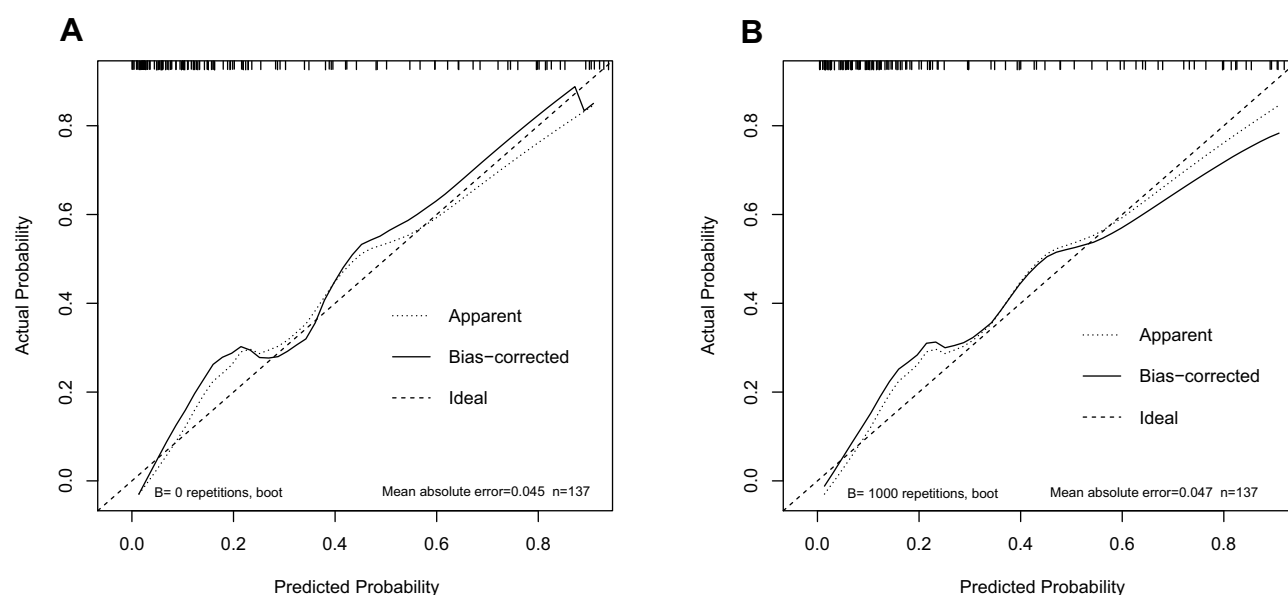 A
Actual Probability
0.8
0.6
0.4
0.2
0.0
Apparent
Bias−corrected
Ideal
B= 0 repetitions, boot
Mean absolute error=0.045 n=137
0.0 0.2 0.4 0.6 0.8
Predicted Probability
B
Actual Probability
0.8
0.6
0.4
0.2
0.0
Apparent
Bias−corrected
Ideal
B= 1000 repetitions, boot
Mean absolute error=0.047 n=137
0.0 0.2 0.4 0.6 0.8
Predicted Probability